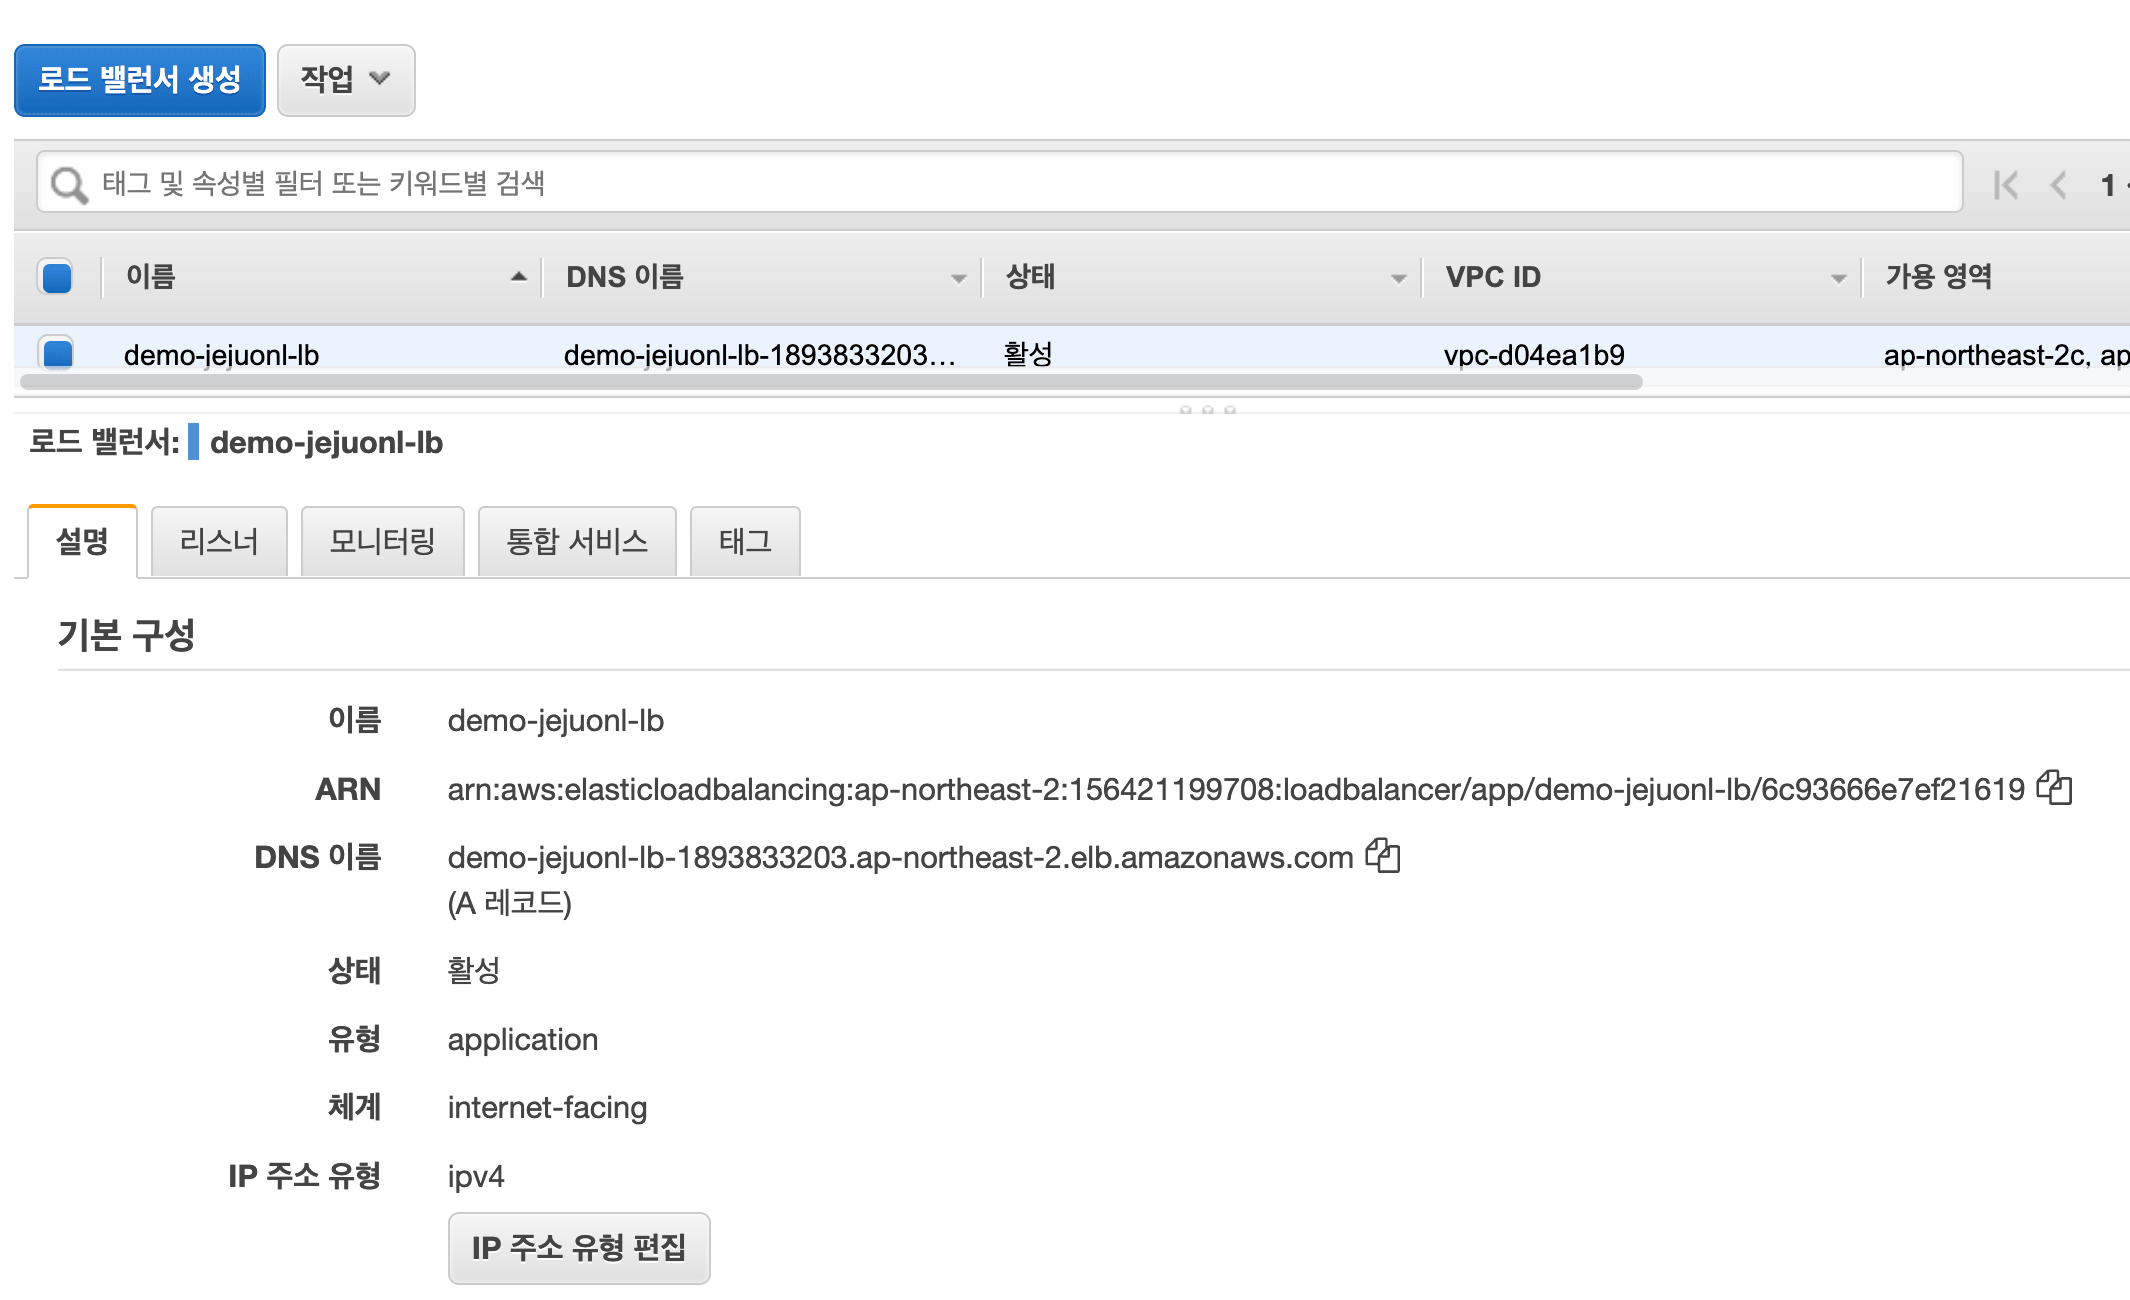 로드 밸런서 생성 작업
태그 및 속성별 필터 또는 키워드별 검색 1
이름 DNS 이름 상태 VPC ID 가용 영역
demo-jejuonl-lb demo-jejuonl-lb-1893833203... 활성 vpc-d04ea1b9 ap-northeast-2c, ap
로드 밸런서: demo-jejuonl-lb
설명 리스너 모니터링 통합 서비스 태그
기본 구성
이름 demo-jejuonl-lb
ARN arn:aws:elasticloadbalancing:ap-northeast-2:156421199708:loadbalancer/app/demo-jejuonl-lb/6c93666e7ef21619
DNS 이름 demo-jejuonl-lb-1893833203.ap-northeast-2.elb.amazonaws.com
(A 레코드)
상태 활성
유형 application
체계 internet-facing
IP 주소 유형 ipv4
IP 주소 유형 편집